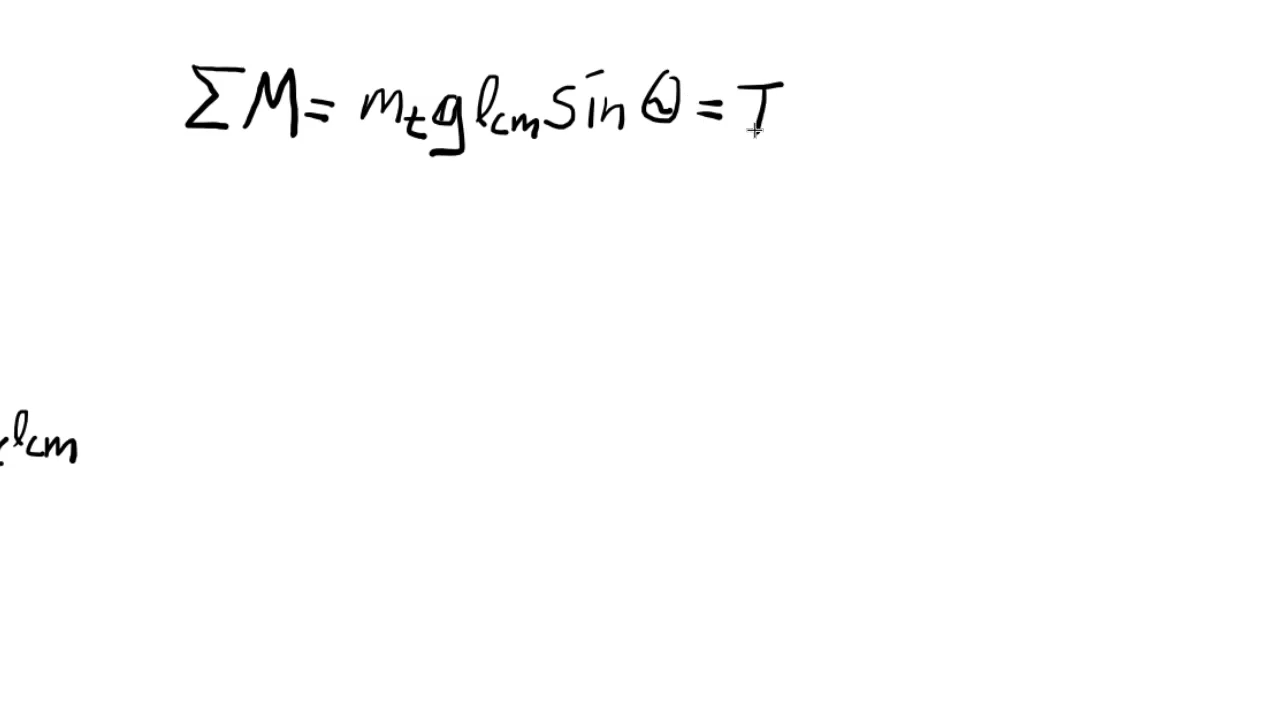 ΣM = m_t g l_cm sin θ = T
l_cm